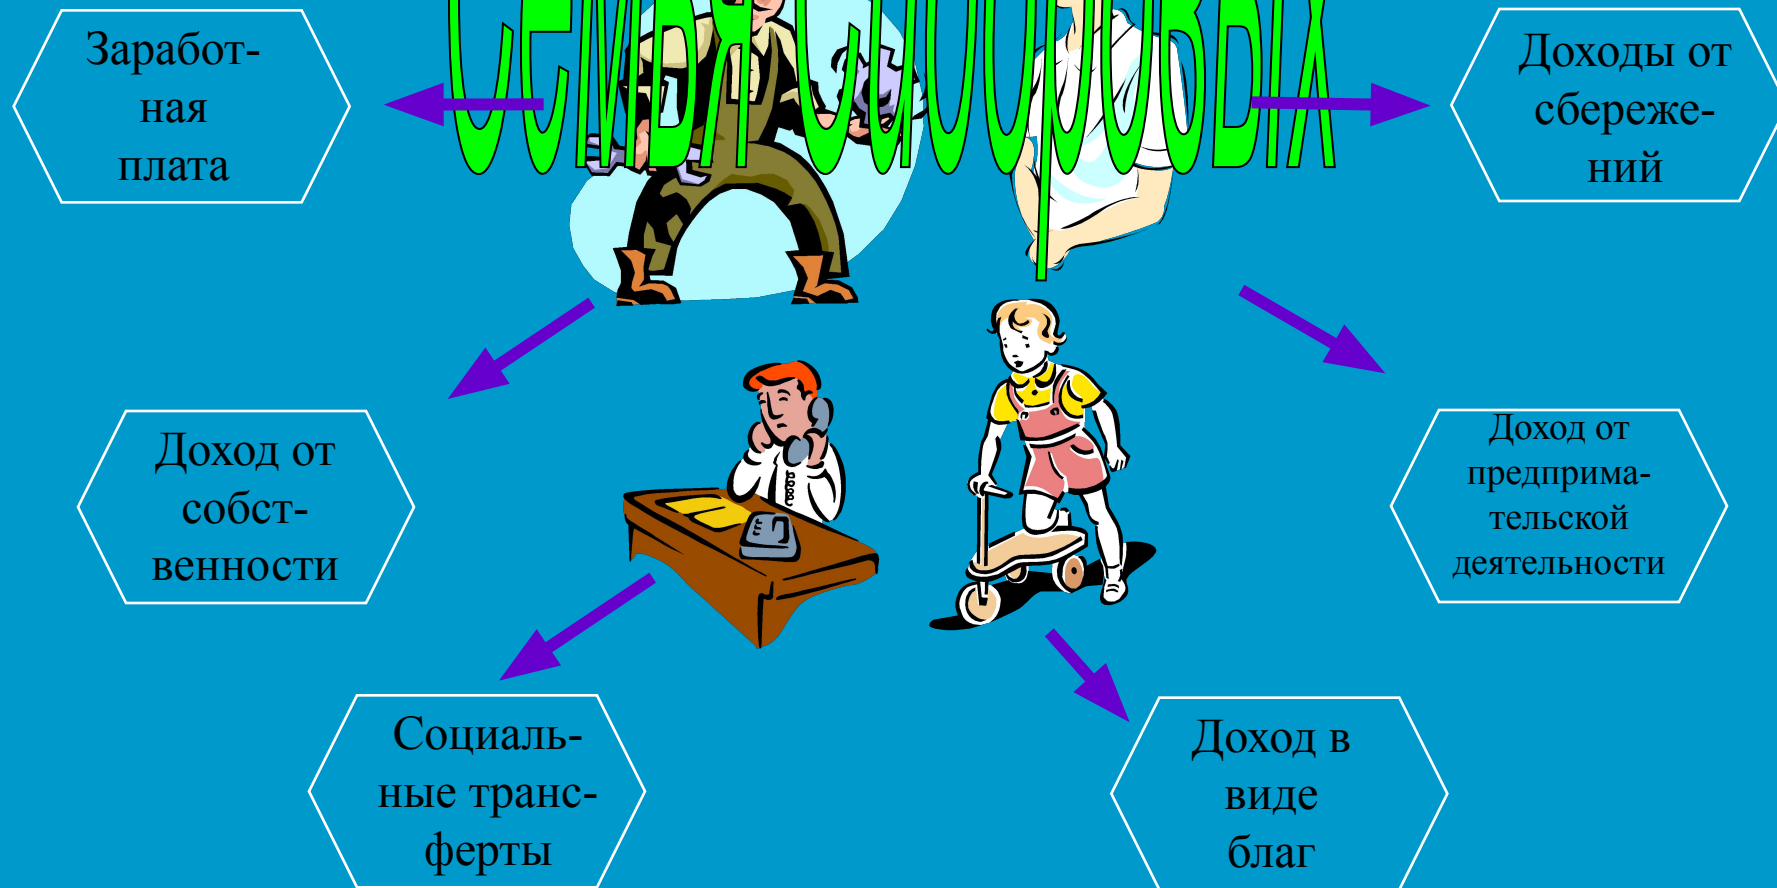 Семья
Заработ-
ная
плата
Доходы от
сбереже-
ний
Доход от
собст-
венности
Доход от
предприма-
тельской
деятельности
Социаль-
ные транс-
ферты
Доход в
виде
благ